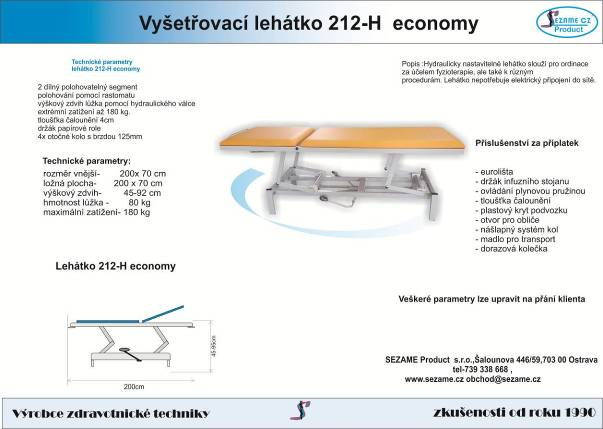 Vyšetřovací lehátko 212-H economy
SEZAME CZ
Product
Technické parametry
lehátko 212-H economy
2 dílný polohovatelný segment
polohování pomocí rastomatu
výškový zdvih lůžka pomocí hydraulického válce
extrémní zatížení až 180 kg.
tloušťka čalounění 4cm
držák papírové role
4x otočné kolo s brzdou 125mm
Popis :Hydraulicky nastavitelné lehátko slouží pro ordinace
za účelem fyzioterapie, ale také k různým
procedurám. Lehátko nepotřebuje elektrický připojení do sítě.
Technické parametry:
rozměr vnější- 200x 70 cm
ložná plocha- 200 x 70 cm
výškový zdvih- 45-92 cm
hmotnost lůžka - 80 kg
maximální zatížení- 180 kg
Příslušenství za příplatek
- eurolišta
- držák infuzního stojanu
- ovládání plynovou pružinou
- tloušťka čalounění
- plastový kryt podvozku
- otvor pro obličej
- nášlapný systém kol
- madlo pro transport
- dorazová kolečka
Lehátko 212-H economy
45-95cm
200cm
Veškeré parametry lze upravit na přání klienta
SEZAME Product s.r.o.,Šalounova 446/59,703 00 Ostrava
tel-739 338 668 ,
www.sezame.cz obchod@sezame.cz
Výrobce zdravotnické techniky
zkušenosti od roku 1990